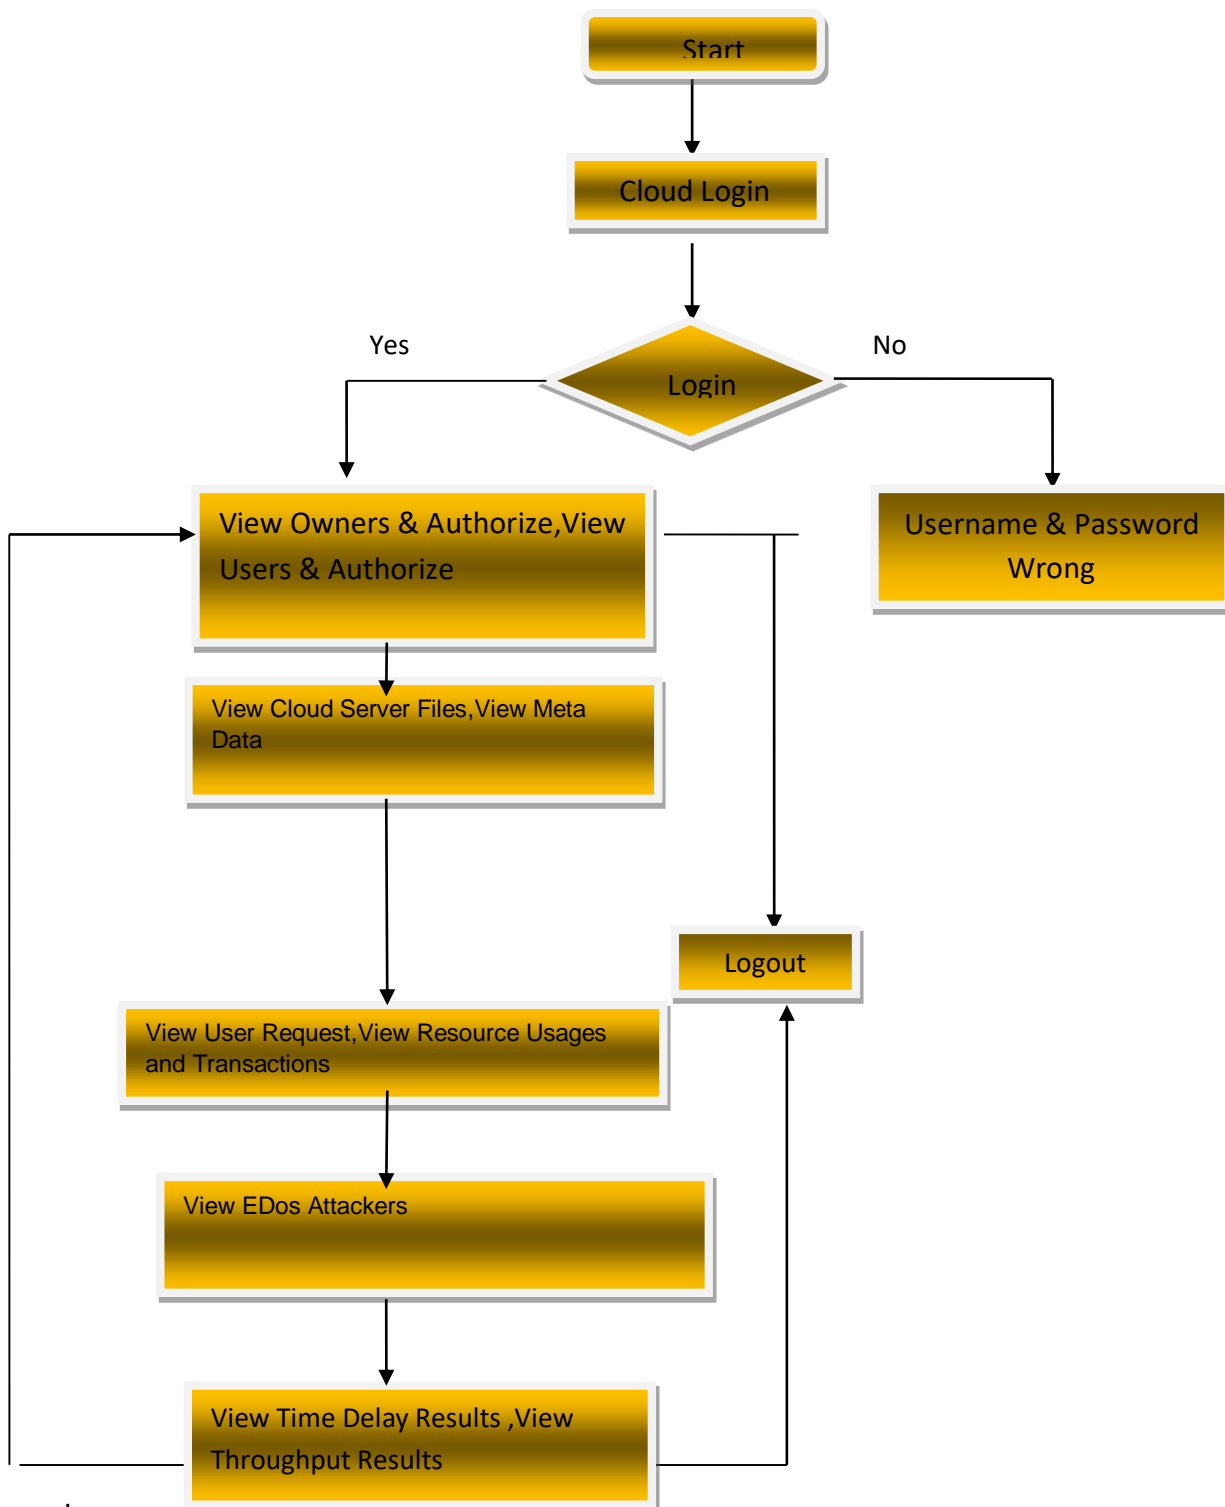 Start
Cloud Login
Yes
No
Login
View Owners & Authorize,View
Users & Authorize
Username & Password
Wrong
View Cloud Server Files,View Meta
Data
Logout
View User Request,View Resource Usages
and Transactions
View EDos Attackers
View Time Delay Results ,View
Throughput Results
.